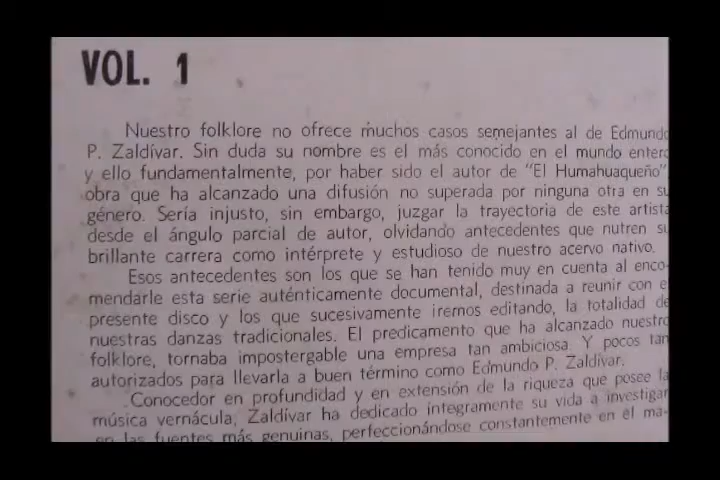 VOL. 1
Nuestro folklore no ofrece muchos casos semejantes al de Edmundo
P. Zaldívar. Sin duda su nombre es el más conocido en el mundo entero
y ello fundamentalmente, por haber sido el autor de "El Humahuaqueño"
obra que ha alcanzado una difusión no superada por ninguna otra en su
género. Sería injusto, sin embargo, juzgar la trayectoria de este artista
desde el ángulo parcial de autor, olvidando antecedentes que nutren su
brillante carrera como intérprete y estudioso de nuestro acervo nativo.
Esos antecedentes son los que se han tenido muy en cuenta al enco-
mendarle esta serie auténticamente documental, destinada a reunir con e
presente disco y los que sucesivamente iremos editando, la totalidad de
nuestras danzas tradicionales. El predicamento que ha alcanzado nuestro
folklore, tornaba impostergable una empresa tan ambiciosa. Y pocos tan
autorizados para llevarla a buen término como Edmundo P. Zaldívar.
Conocedor en profundidad y en extensión de la riqueza que posee la
música vernácula, Zaldívar ha dedicado íntegramente su vida a investigar
en las fuentes más genuinas, perfeccionándose constantemente en el ma-